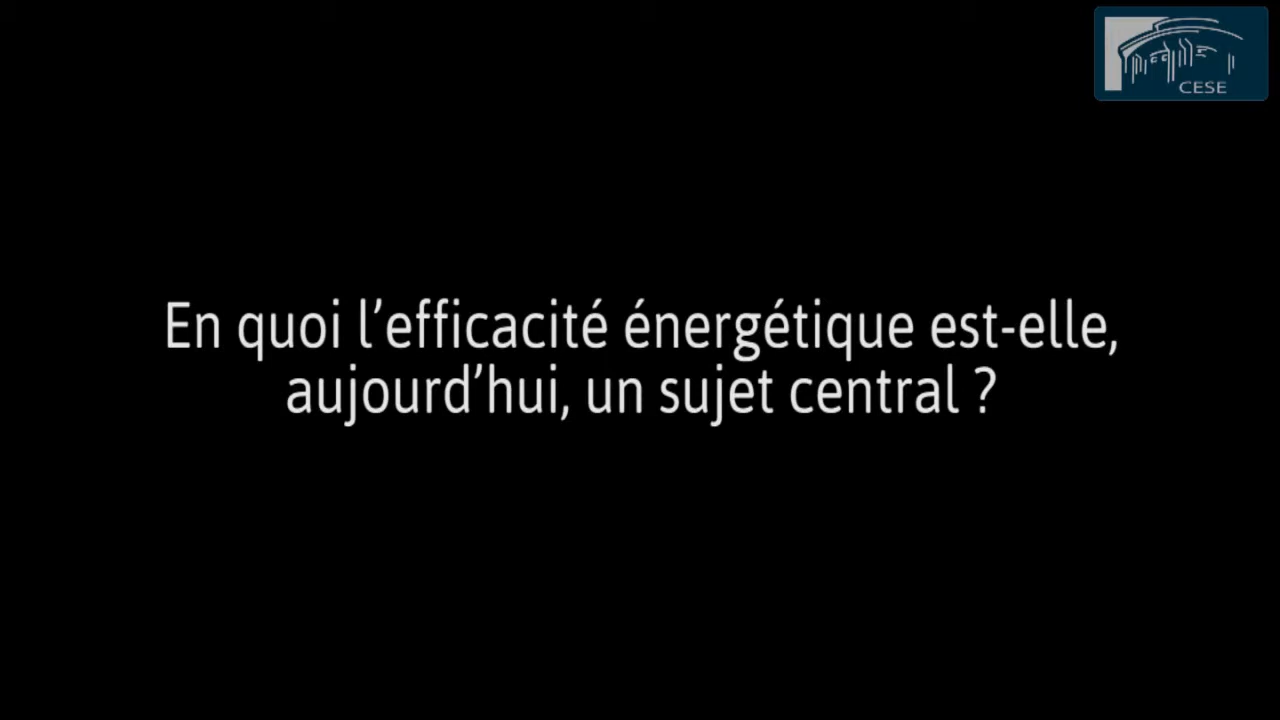 CESE
En quoi l’efficacité énergétique est-elle,
aujourd’hui, un sujet central ?